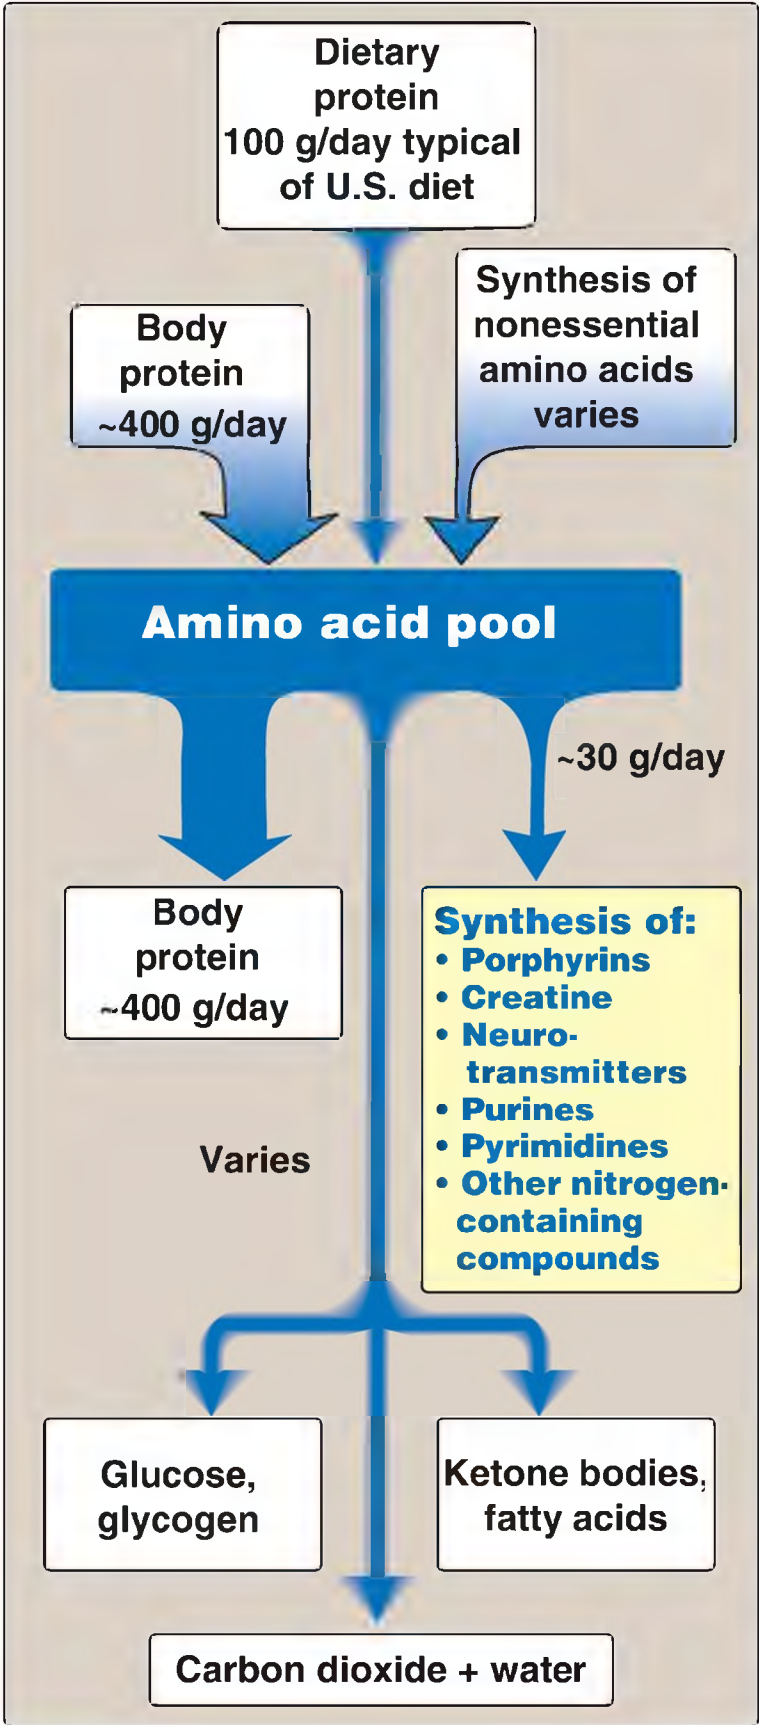 Dietary
protein
100 g/day typical
of U.S. diet
Synthesis of
nonessential
amino acids
varies
Body
protein
~400 g/day
Amino acid pool
~30 g/day
Body
protein
~400 g/day
Synthesis of:
• Porphyrins
• Creatine
• Neuro-
transmitters
• Purines
• Pyrimidines
• Other nitrogen-
containing
compounds
Varies
Glucose,
glycogen
Ketone bodies,
fatty acids
Carbon dioxide + water